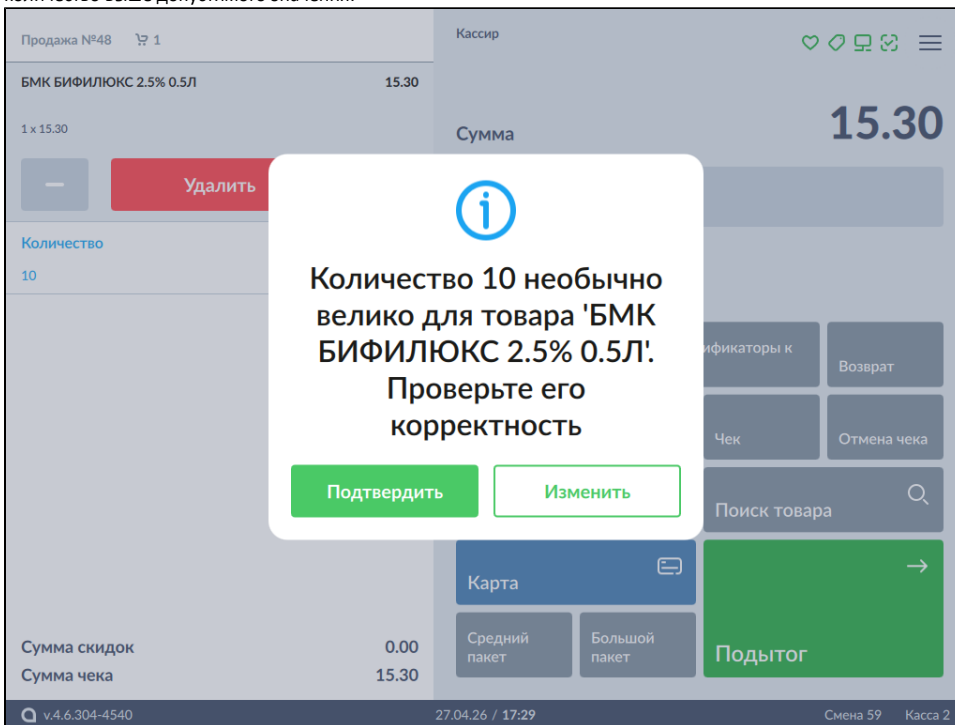 Продажа №48 1
Кассир
БМК БИФИЛЮКС 2.5% 0.5Л 15.30
1 x 15.30
Сумма 15.30
Удалить
Количество
10
Количество 10 необычно
велико для товара 'БМК
БИФИЛЮКС 2.5% 0.5Л'.
Проверьте его
корректность
Подтвердить Изменить
Возврат
Чек
Отмена чека
Поиск товара
Карта
Средний
пакет
Большой
пакет
Подытог
Сумма скидок 0.00
Сумма чека 15.30
v.4.6.304-4540
27.04.26 / 17:29
Смена 59 Касса 2